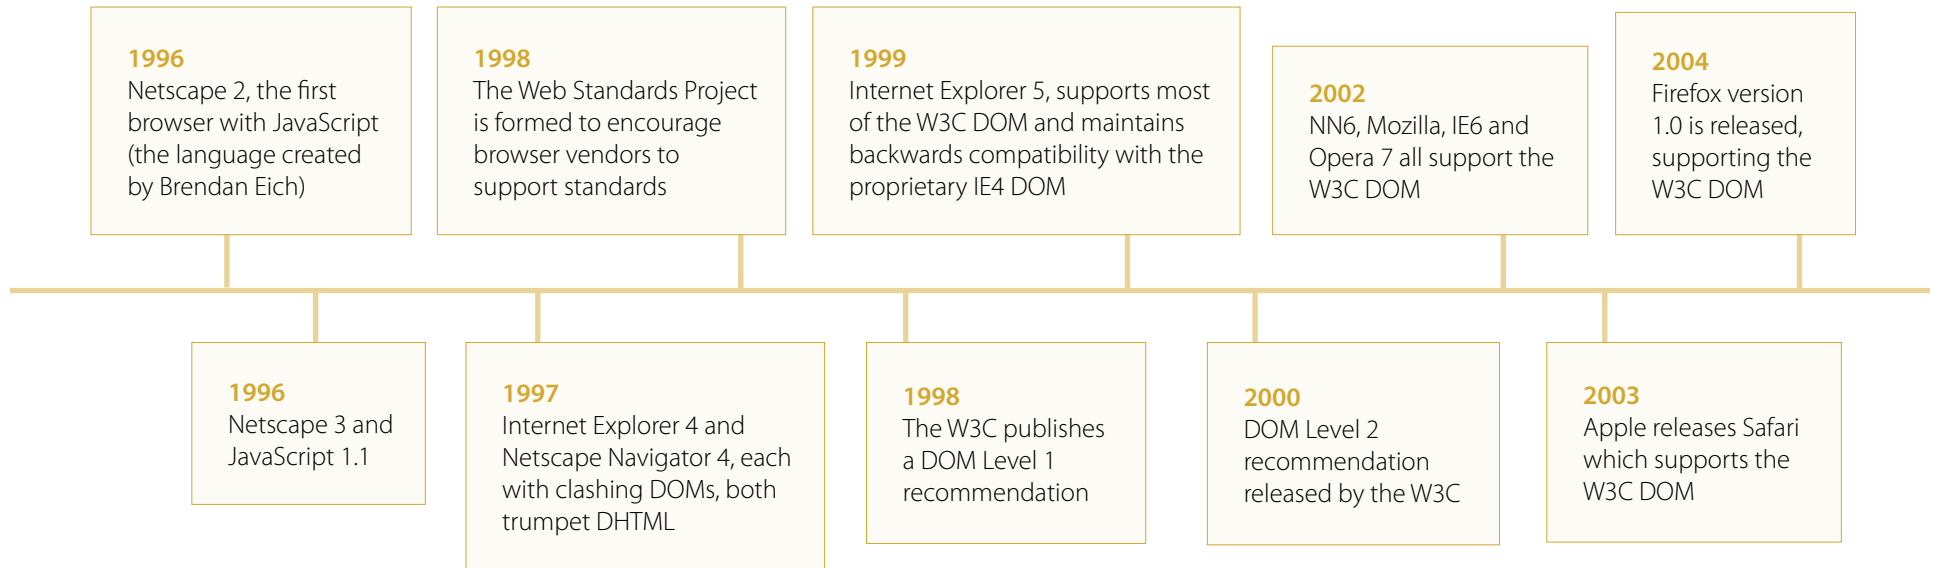 1996
Netscape 2, the first
browser with JavaScript
(the language created
by Brendan Eich)
1998
The Web Standards Project
is formed to encourage
browser vendors to
support standards
1999
Internet Explorer 5, supports most
of the W3C DOM and maintains
backwards compatibility with the
proprietary IE4 DOM
2002
NN6, Mozilla, IE6 and
Opera 7 all support the
W3C DOM
2004
Firefox version
1.0 is released,
supporting the
W3C DOM
1996
Netscape 3 and
JavaScript 1.1
1997
Internet Explorer 4 and
Netscape Navigator 4, each
with clashing DOMs, both
trumpet DHTML
1998
The W3C publishes
a DOM Level 1
recommendation
2000
DOM Level 2
recommendation
released by the W3C
2003
Apple releases Safari
which supports the
W3C DOM